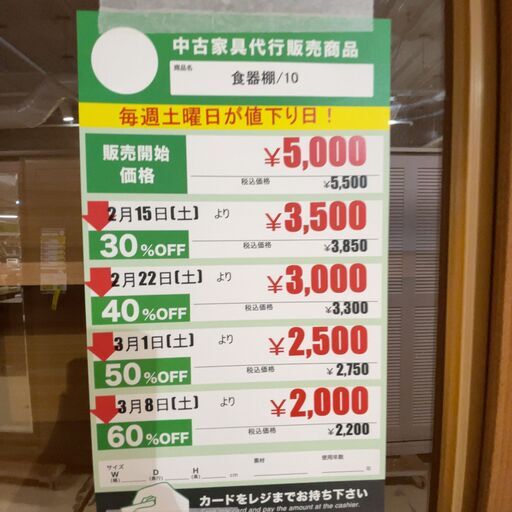 中古家具代行販売商品
商品名
食器棚/10
毎週土曜日が値下り日！
販売開始
価格
¥5,000
税込価格 ¥5,500
2月15日(土) より
¥3,500
30%OFF
税込価格 ¥3,850
2月22日(土) より
¥3,000
40%OFF
税込価格 ¥3,300
3月1日(土) より
¥2,500
50%OFF
税込価格 ¥2,750
3月8日(土) より
¥2,000
60%OFF
税込価格 ¥2,200
サイズ 素材 使用年数
W D H
(幅) (奥行) (高) cm 年
カードをレジまでお持ち下さい
card and pay the amount at the cashier.